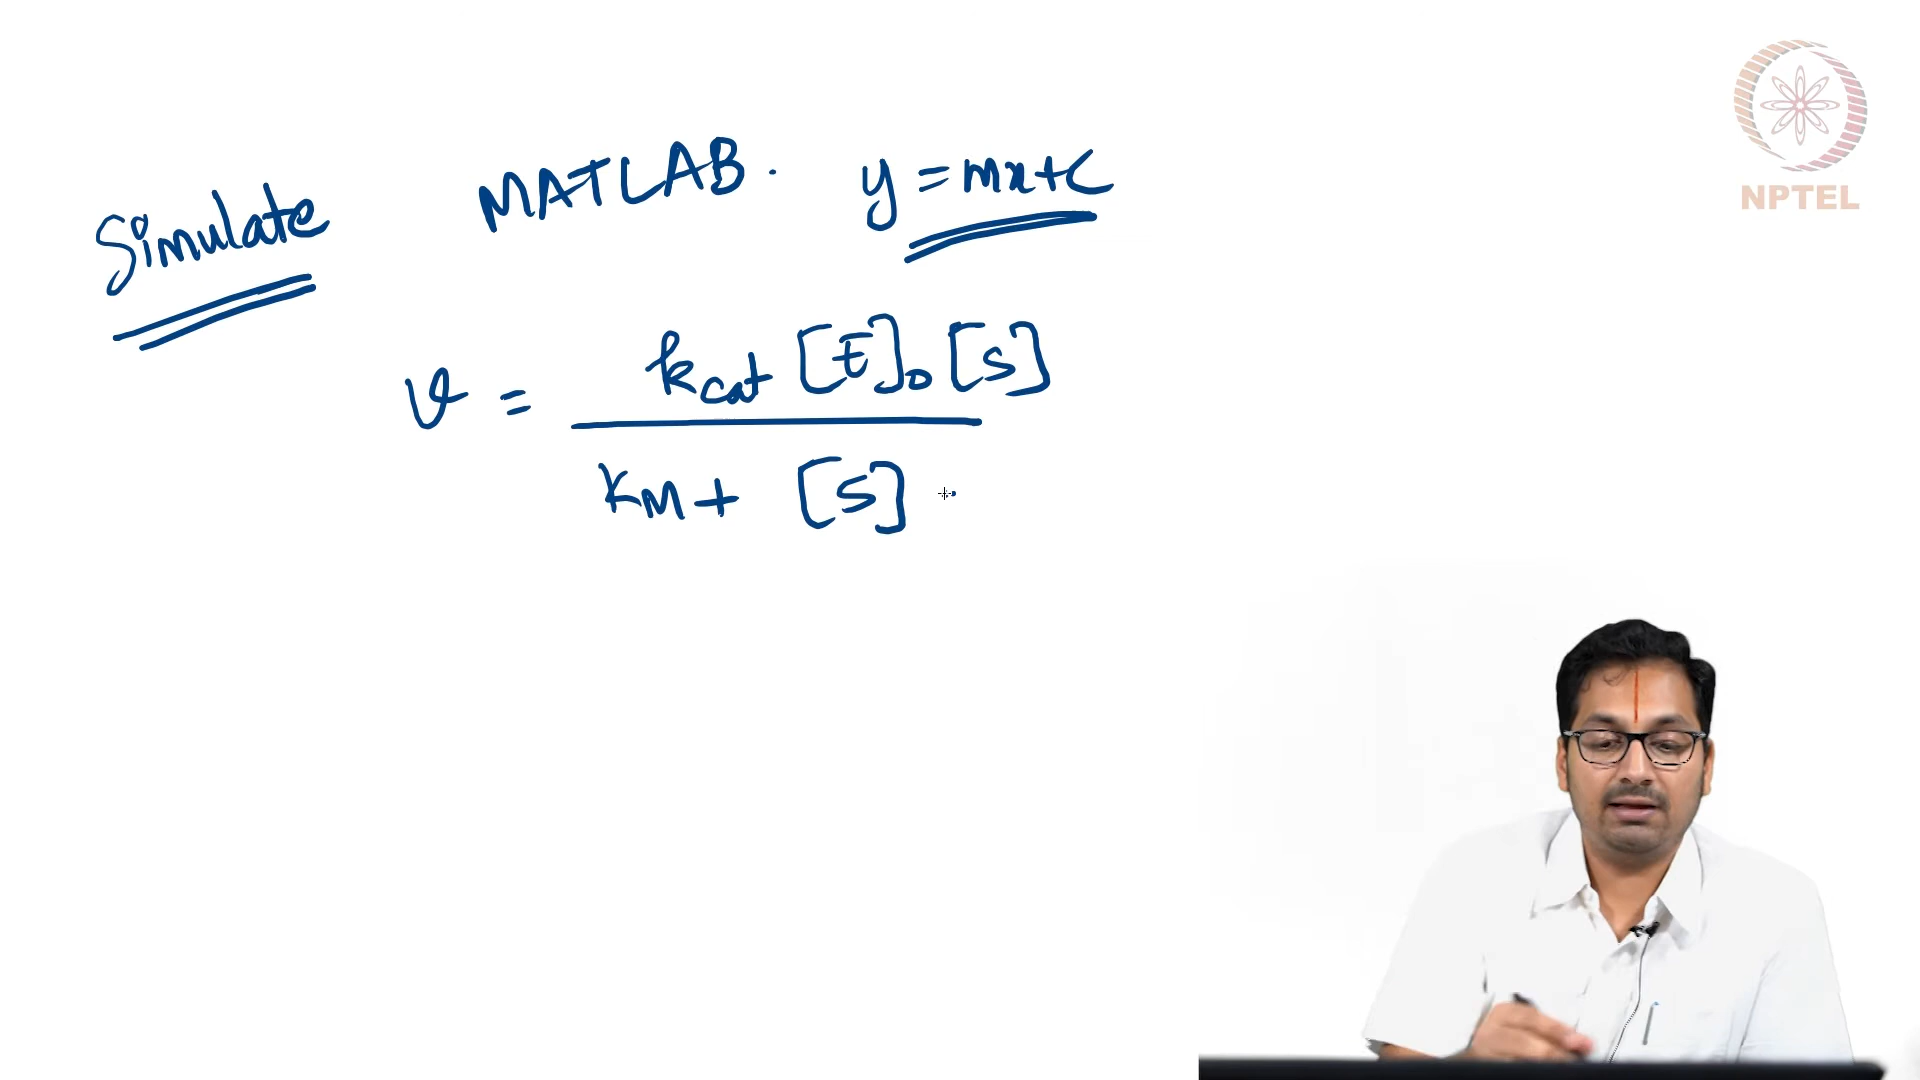 Simulate MATLAB. y = mx+c
v = kcat [E]0 [S]
KM + [S]
NPTEL